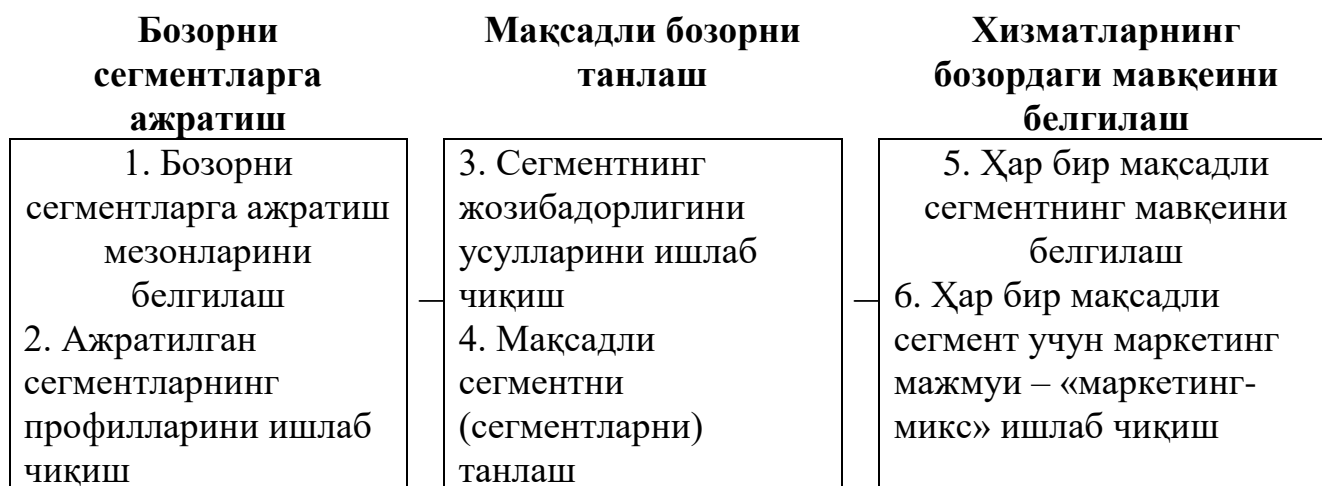 Бозорни
сегментларга
ажратиш
1. Бозорни
сегментларга ажратиш
мезонларини
белгилаш
2. Ажратилган
сегментларнинг
профилларини ишлаб
чиқиш
Мақсадли бозорни
танлаш
3. Сегментнинг
жозибадорлигини
усулларини ишлаб
чиқиш
4. Мақсадли
сегментни
(сегментларни)
танлаш
Хизматларнинг
бозордаги мавқеини
белгилаш
5. Ҳар бир мақсадли
сегментнинг мавқеини
белгилаш
6. Ҳар бир мақсадли
сегмент учун маркетинг
мажмуи – «маркетинг-
микс» ишлаб чиқиш